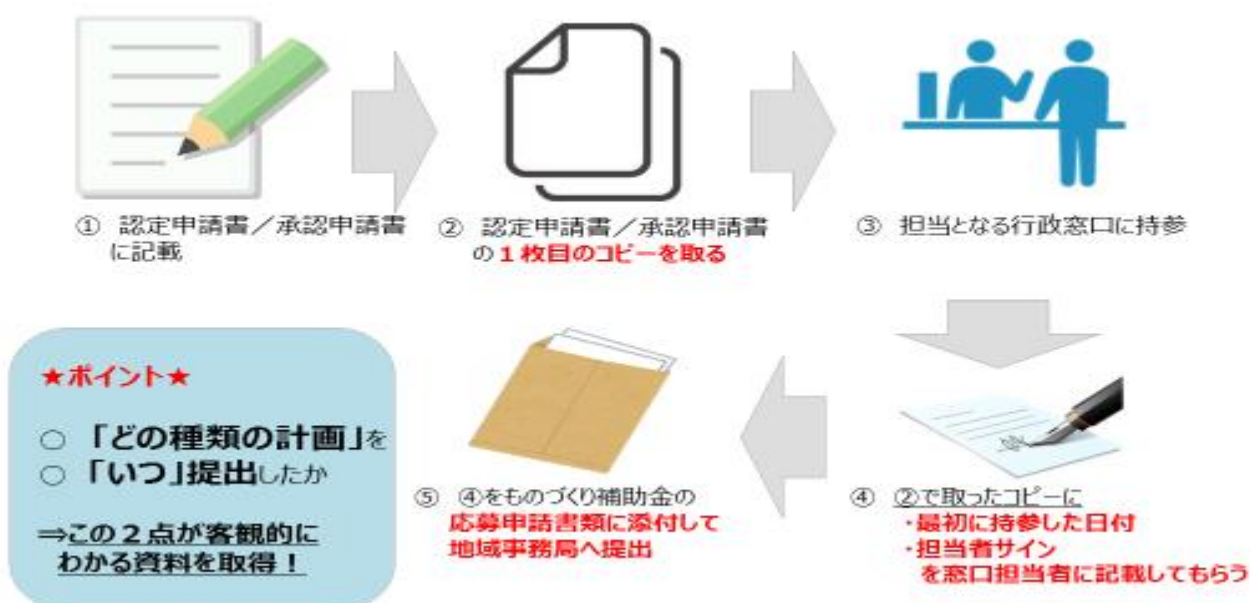 ① 認定申請書/承認申請書
に記載
② 認定申請書/承認申請書
の1枚目のコピーを取る
③ 担当となる行政窓口に持参
④ ②で取ったコピーに
・最初に持参した日付
・担当者サイン
を窓口担当者に記載してもらう
⑤ ④をものづくり補助金の
応募申請書類に添付して
地域事務局へ提出
★ポイント★
○ 「どの種類の計画」を
○ 「いつ」提出したか
⇒この2点が客観的に
わかる資料を取得!